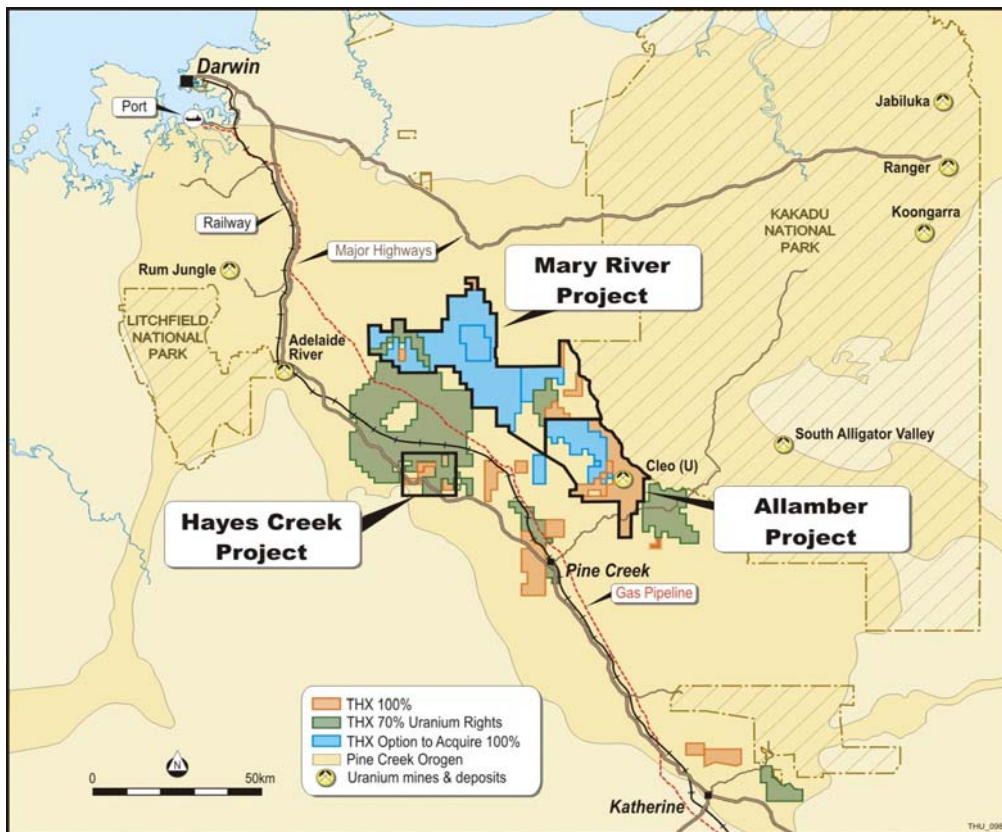 Darwin
Port
Jabiluka
Ranger
Koongarra
KAKADU
NATIONAL
PARK
Railway
Major Highways
Rum Jungle
Mary River
Project
LITCHFIELD
NATIONAL
PARK
Adelaide
River
South Alligator Valley
Cleo (U)
Hayes Creek
Project
Allamber
Project
Pine Creek
Gas Pipeline
THX 100%
THX 70% Uranium Rights
THX Option to Acquire 100%
Pine Creek Orogen
Uranium mines & deposits
N
0
50km
Katherine